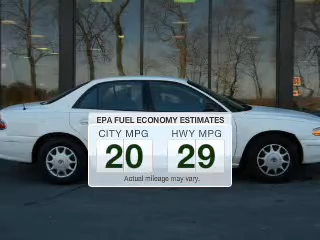 EPA FUEL ECONOMY ESTIMATES
CITY MPG HWY MPG
20 29
Actual mileage may vary.